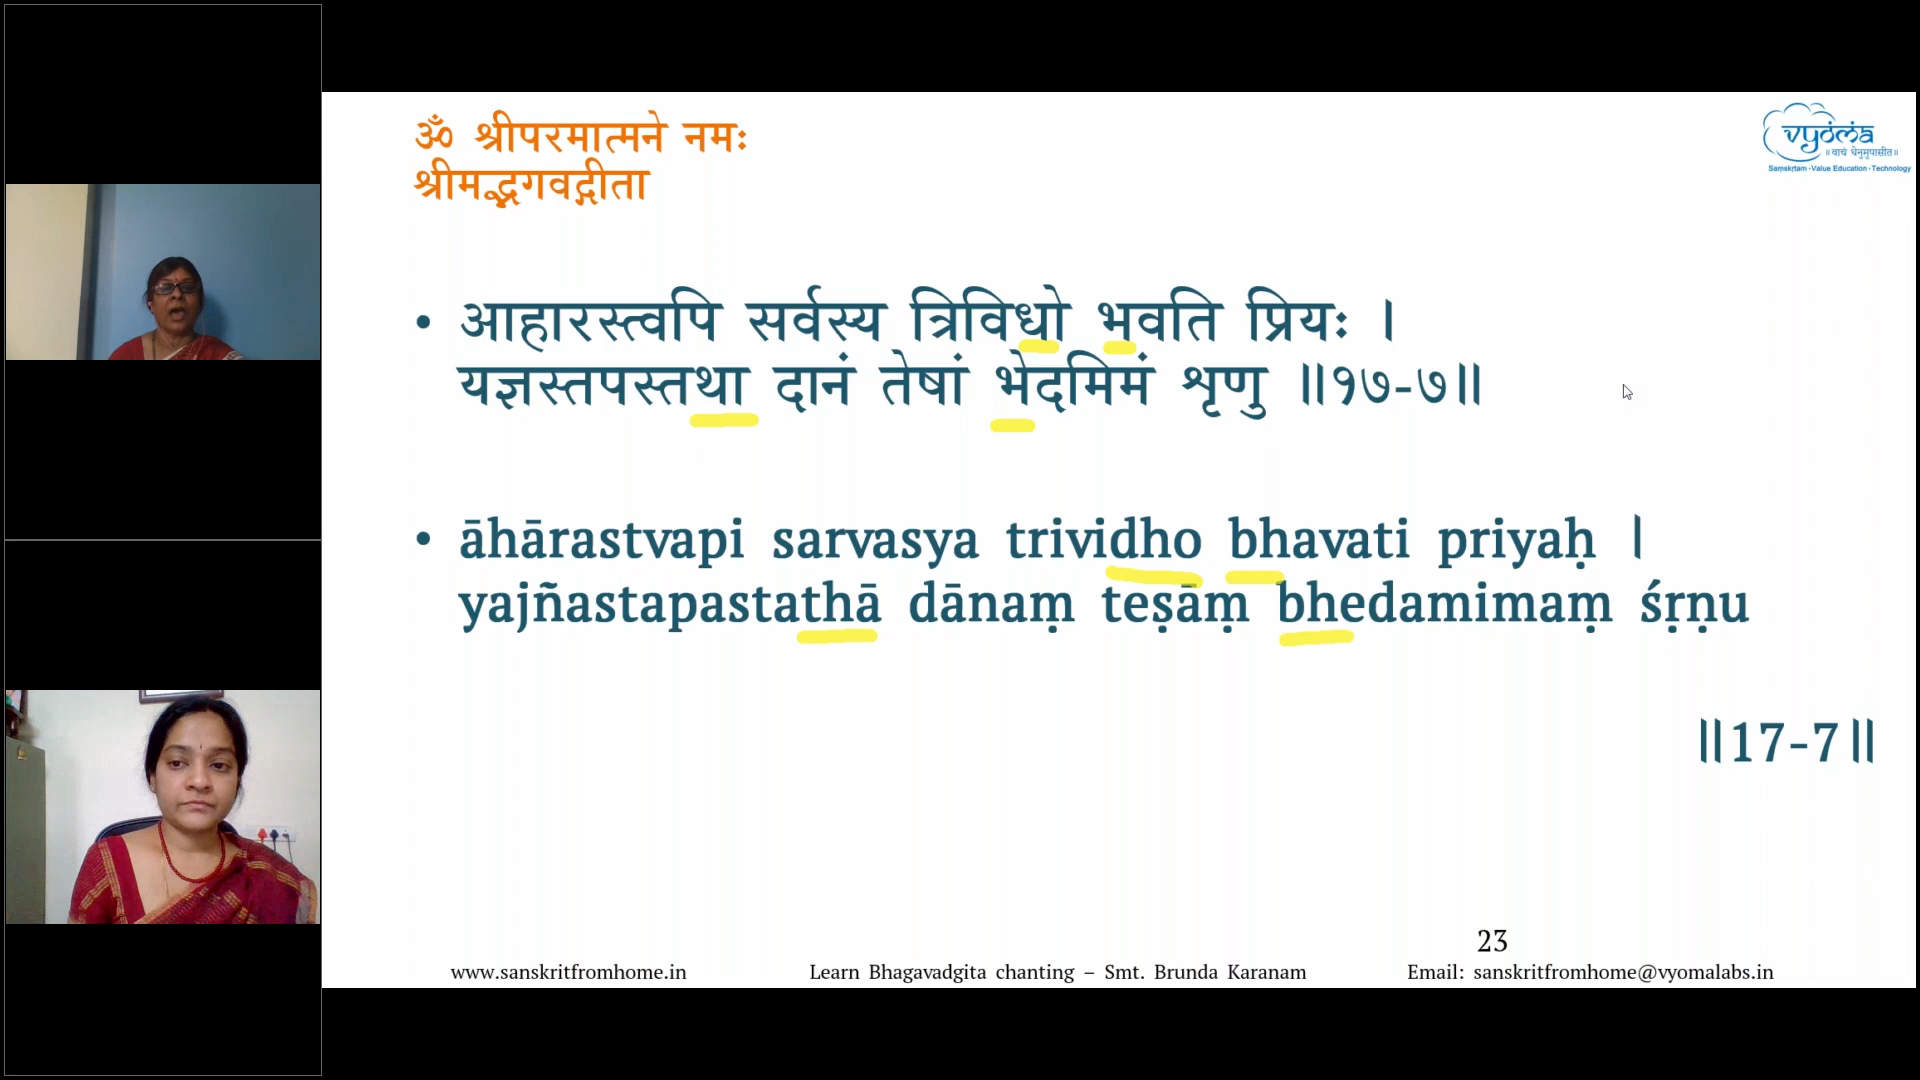 ॐ श्रीपरमात्मने नमः
श्रीमद्भगवद्गीता
vyoma
॥ वाचं धेनुमुपासीत ॥
Saṃskṛtam • Value Education • Technology
• आहारस्त्वपि सर्वस्य त्रिविधो भवति प्रियः ।
यज्ञस्तपस्तथा दानं तेषां भेदमिमं शृणु ॥१७-७॥
• āhārastvapi sarvasya trividho bhavati priyaḥ |
yajñastapastathā dānaṃ teṣāṃ bhedamimaṃ śṛṇu
॥17-7॥
23
www.sanskritfromhome.in Learn Bhagavadgita chanting – Smt. Brunda Karanam Email: sanskritfromhome@vyomalabs.in